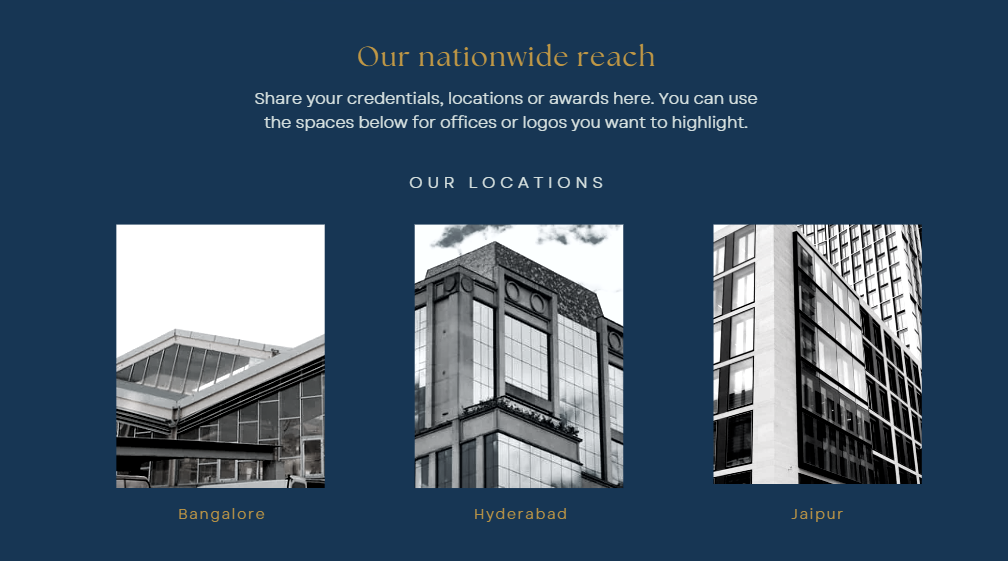 Our nationwide reach
Share your credentials, locations or awards here. You can use
the spaces below for offices or logos you want to highlight.
OUR LOCATIONS
Bangalore
Hyderabad
Jaipur